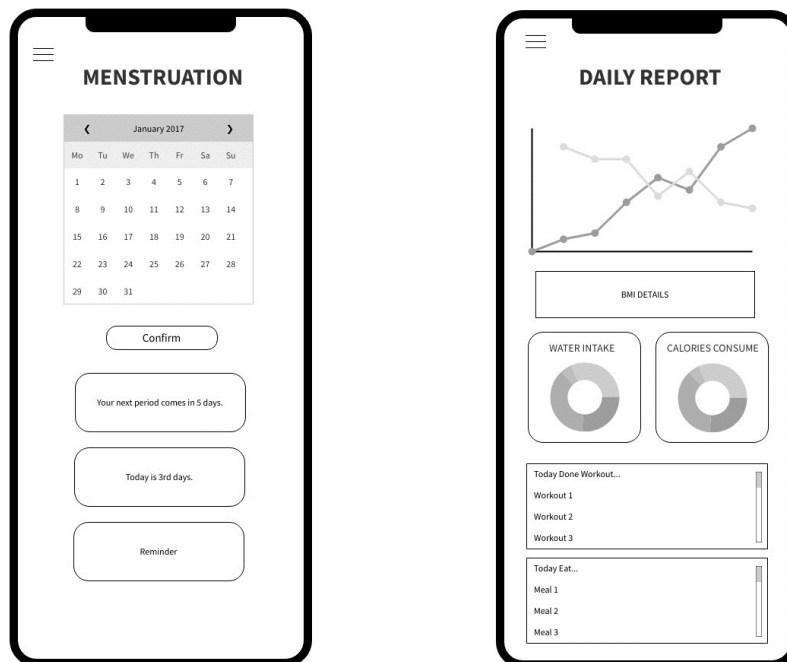 MENSTRUATION
❮ January 2017 ❯
Mo Tu We Th Fr Sa Su
1 2 3 4 5 6 7
8 9 10 11 12 13 14
15 16 17 18 19 20 21
22 23 24 25 26 27 28
29 30 31
Confirm
Your next period comes in 5 days.
Today is 3rd days.
Reminder
DAILY REPORT
BMI DETAILS
WATER INTAKE
CALORIES CONSUME
Today Done Workout...
Workout 1
Workout 2
Workout 3
Today Eat...
Meal 1
Meal 2
Meal 3